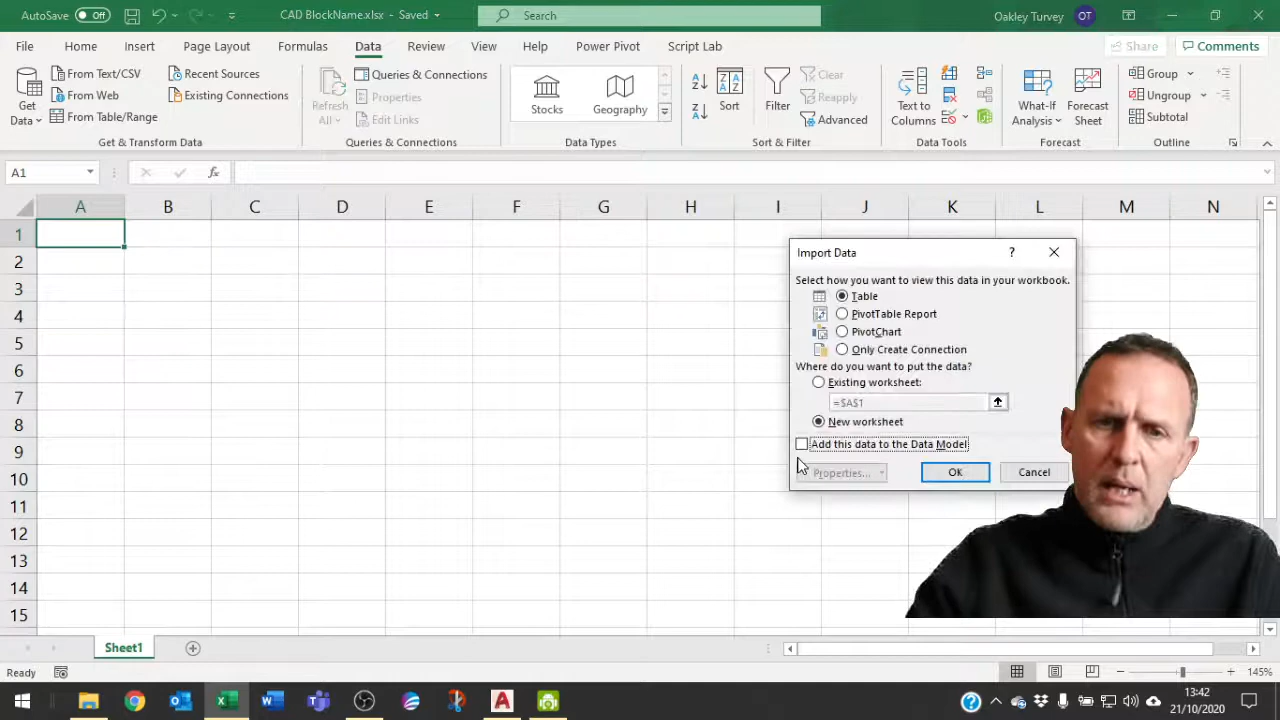 AutoSave Off CAD BlockName.xlsx - Saved Search Oakley Turvey OT
File Home Insert Page Layout Formulas Data Review View Help Power Pivot Script Lab Share Comments
Get Data
From Text/CSV
From Web
From Table/Range
Recent Sources
Existing Connections
Get & Transform Data
Refresh All
Queries & Connections
Properties
Edit Links
Queries & Connections
Stocks
Geography
Data Types
Sort
Filter
Clear
Reapply
Advanced
Sort & Filter
Text to Columns
Data Tools
What-If Analysis
Forecast Sheet
Forecast
Group
Ungroup
Subtotal
Outline
A1 fx
A B C D E F G H I J K L M N
1
2
3
4
5
6
7
8
9
10
11
12
13
14
15
Import Data ?
Select how you want to view this data in your workbook.
Table
PivotTable Report
PivotChart
Only Create Connection
Where do you want to put the data?
Existing worksheet:
=$A$1
New worksheet
Add this data to the Data Model
Properties... OK Cancel
Sheet1
Ready 145%
13:42
21/10/2020